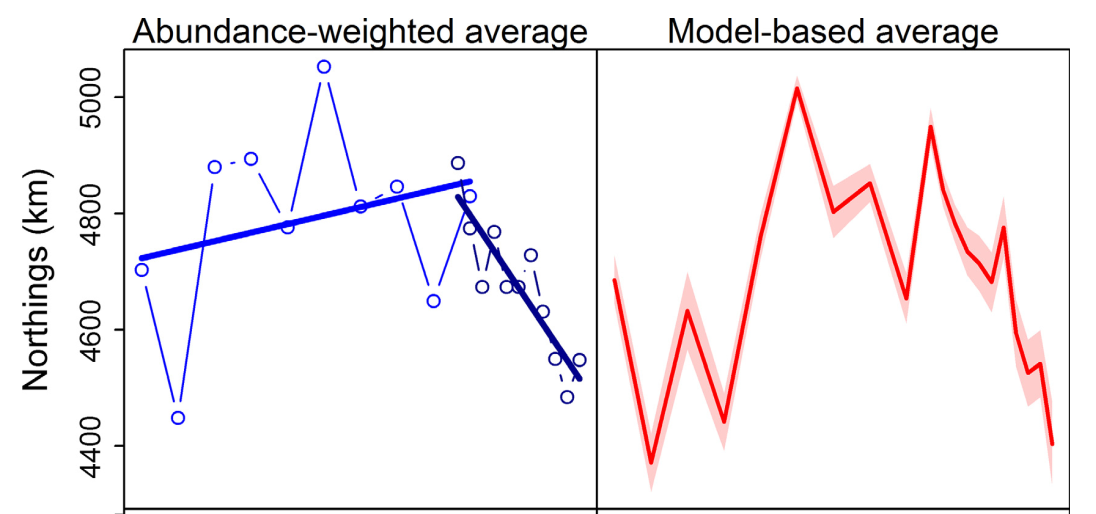 Abundance-weighted average
Model-based average
Northings (km)
5000
4800
4600
4400